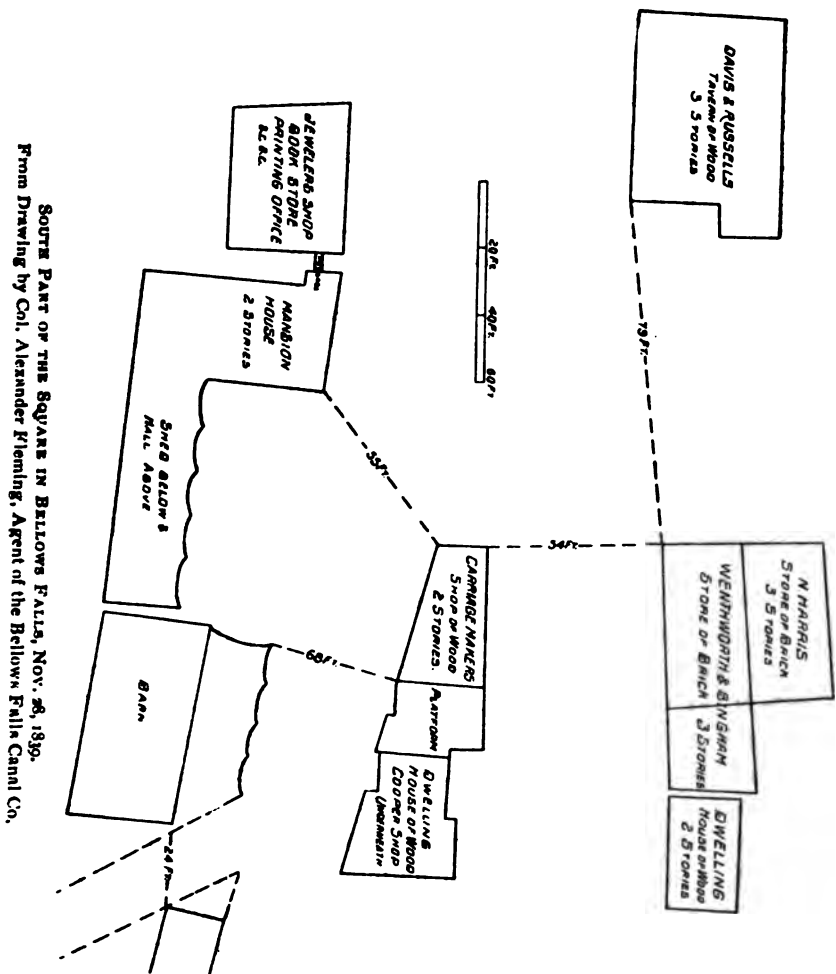 N HARRIS
STORE OF BRICK
3 STORIES
DAVIS & RUSSELLS
TAVERN OF WOOD
3 STORIES
WENTHWORTH & BINGHAM
STORE OF BRICK 3 STORIES
DWELLING
HOUSE OF WOOD
2 STORIES
79 FT.
54 FT.
20 FT.
40 FT.
60 FT.
CARRIAGE MAKERS
SHOP OF WOOD
2 STORIES.
PLATFORM
DWELLING
HOUSE OF WOOD
COOPER SHOP
UNDERNEATH
55 FT.
68 FT.
JEWELERS SHOP
BOOK STORE
PRINTING OFFICE
&C &C.
MANSION
HOUSE
2 STORIES
SHED BELOW &
HALL ABOVE
BARN
24 FT.
SOUTH PART OF THE SQUARE IN BELLOWS FALLS, NOV. 28, 1839.
From Drawing by Col. Alexander Fleming, Agent of the Bellows Falls Canal Co.